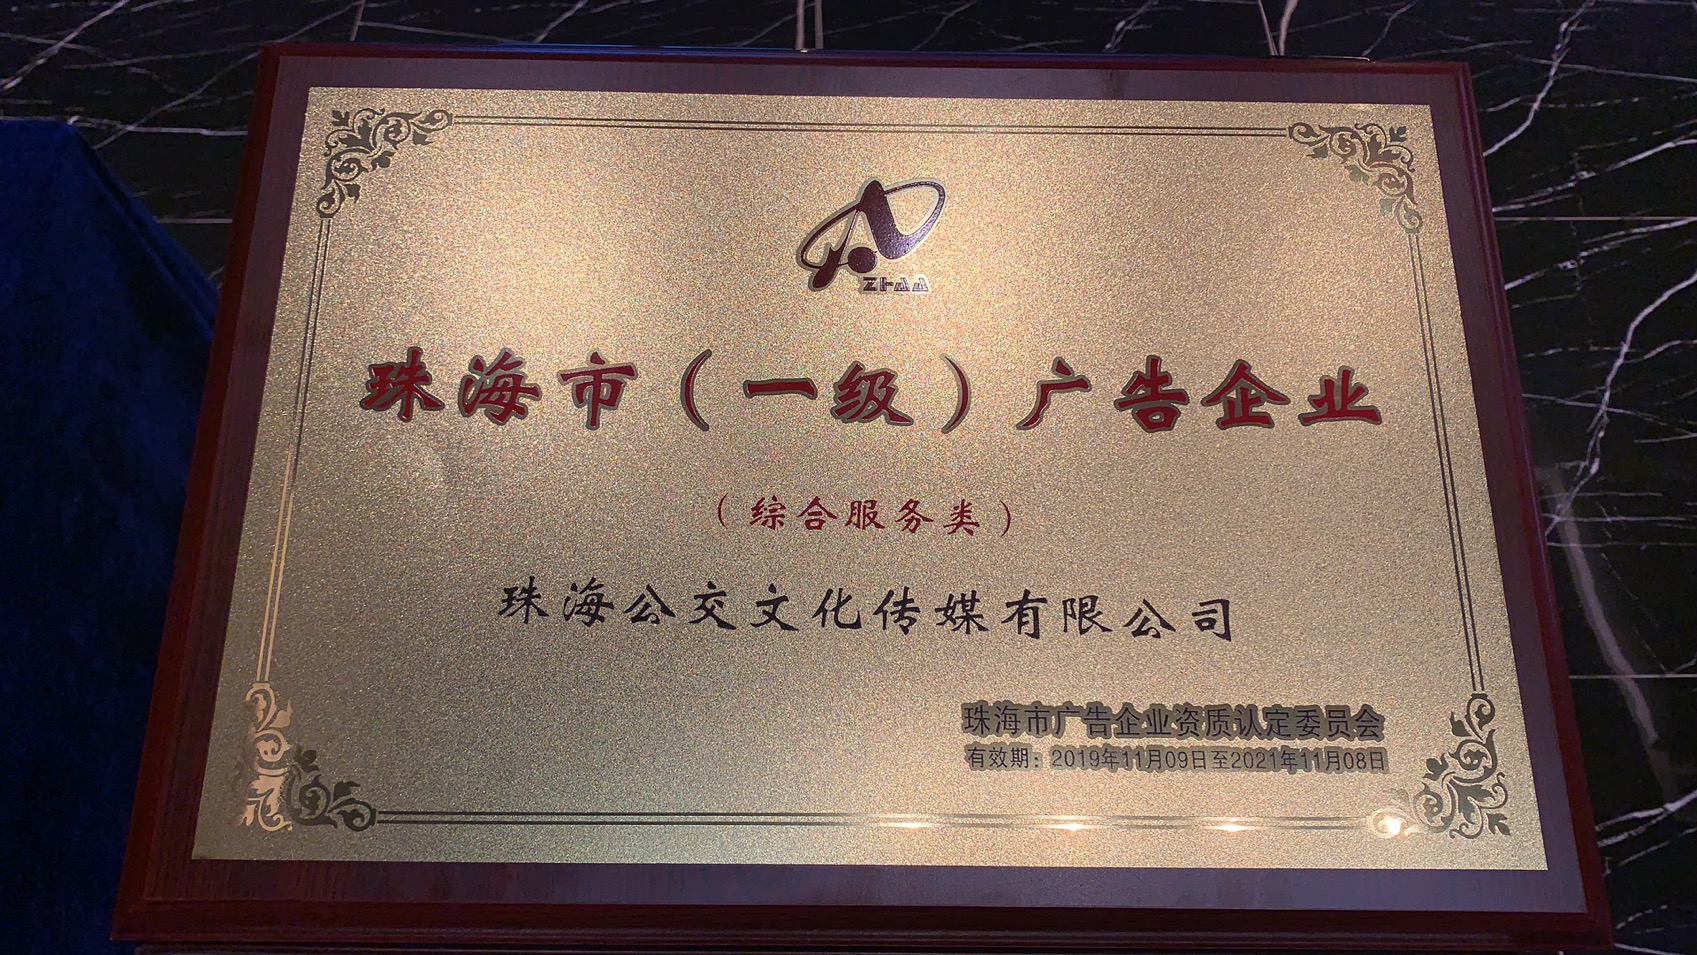 ZHAA
珠海市（一级）广告企业
（综合服务类）
珠海公交文化传媒有限公司
珠海市广告企业资质认定委员会
有效期：2019年11月09日至2021年11月08日